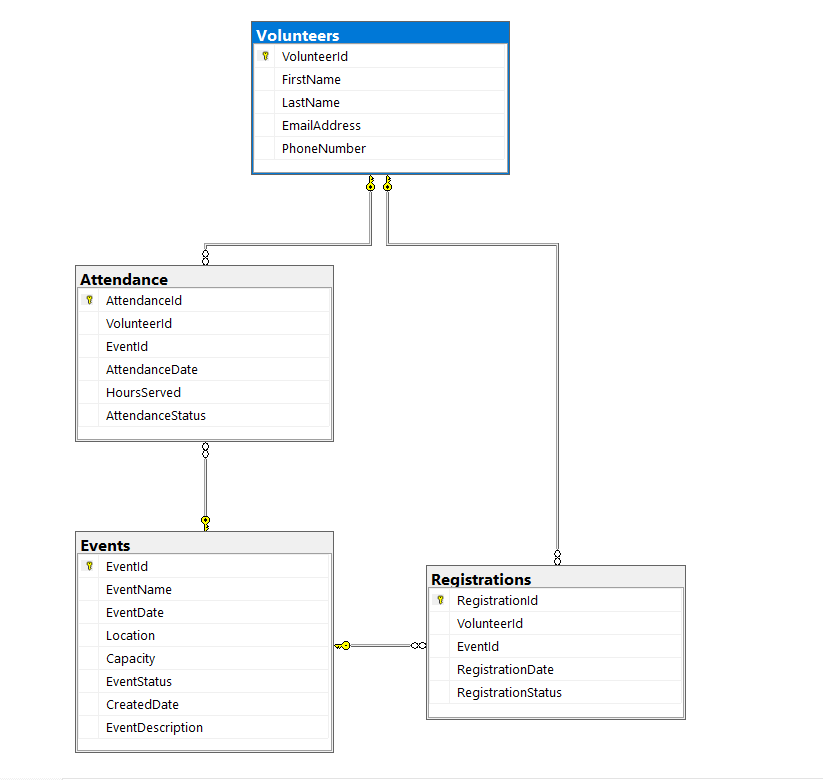 Volunteers
VolunteerId
FirstName
LastName
EmailAddress
PhoneNumber
Attendance
AttendanceId
VolunteerId
EventId
AttendanceDate
HoursServed
AttendanceStatus
Events
EventId
EventName
EventDate
Location
Capacity
EventStatus
CreatedDate
EventDescription
Registrations
RegistrationId
VolunteerId
EventId
RegistrationDate
RegistrationStatus